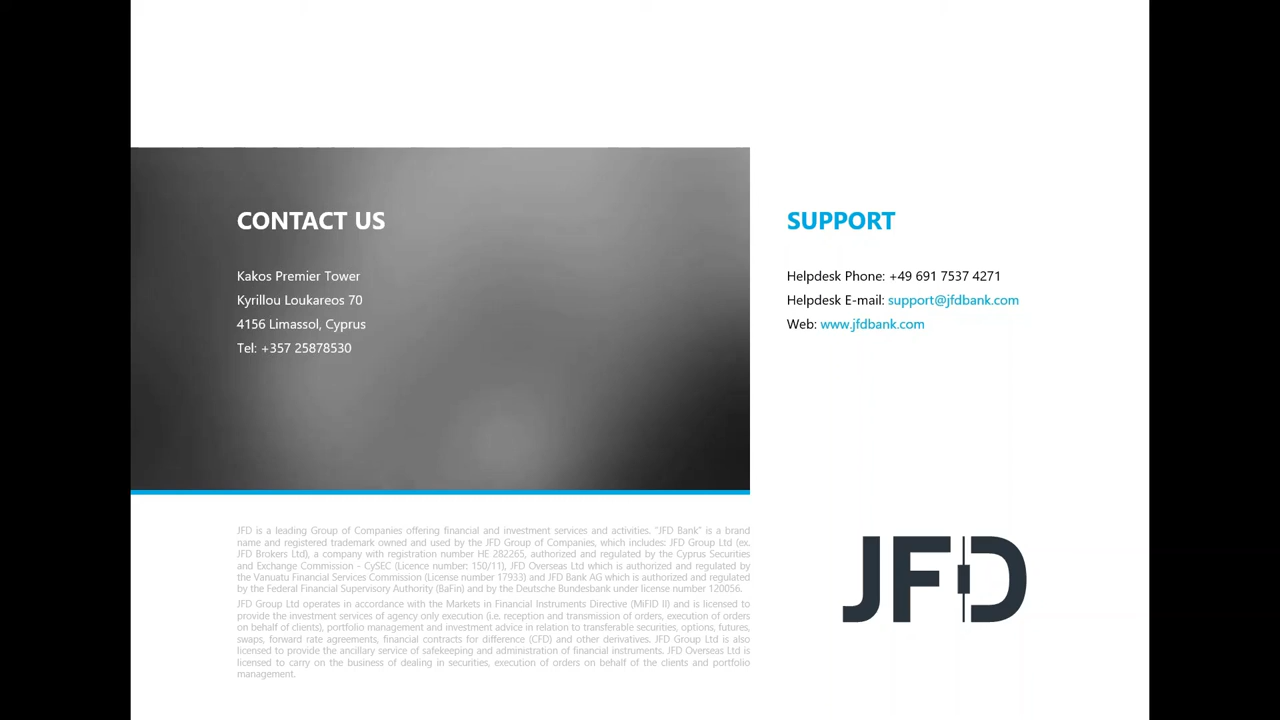 CONTACT US
Kakos Premier Tower
Kyrillou Loukareos 70
4156 Limassol, Cyprus
Tel: +357 25878530
SUPPORT
Helpdesk Phone: +49 691 7537 4271
Helpdesk E-mail: support@jfdbank.com
Web: www.jfdbank.com
JFD is a leading Group of Companies offering financial and investment services and activities. "JFD Bank" is a brand
name and registered trademark owned and used by the JFD Group of Companies, which includes: JFD Group Ltd (ex.
JFD Brokers Ltd), a company with registration number HE 282265, authorized and regulated by the Cyprus Securities
and Exchange Commission - CySEC (Licence number: 150/11), JFD Overseas Ltd which is authorized and regulated by
the Vanuatu Financial Services Commission (License number 17933) and JFD Bank AG which is authorized and regulated
by the Federal Financial Supervisory Authority (BaFin) and by the Deutsche Bundesbank under license number 120056.
JFD Group Ltd operates in accordance with the Markets in Financial Instruments Directive (MiFID II) and is licensed to
provide the investment services of agency only execution (i.e. reception and transmission of orders, execution of orders
on behalf of clients), portfolio management and investment advice in relation to transferable securities, options, futures,
swaps, forward rate agreements, financial contracts for difference (CFD) and other derivatives. JFD Group Ltd is also
licensed to provide the ancillary service of safekeeping and administration of financial instruments. JFD Overseas Ltd is
licensed to carry on the business of dealing in securities, execution of orders on behalf of the clients and portfolio
management.
JFD